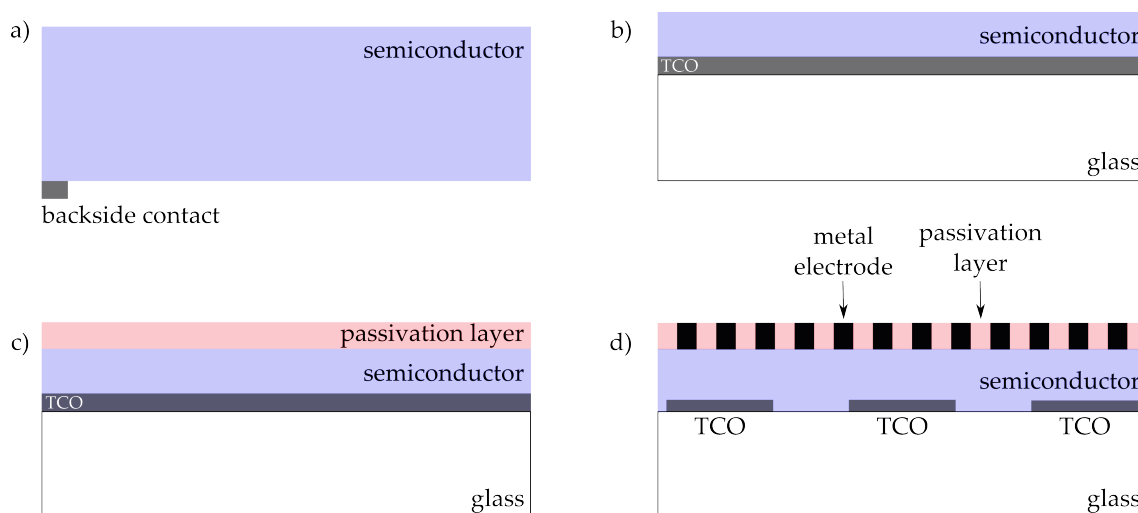 a)
semiconductor
backside contact
b)
semiconductor
TCO
glass
c)
passivation layer
semiconductor
TCO
glass
metal
electrode
passivation
layer
d)
semiconductor
TCO
TCO
TCO
glass